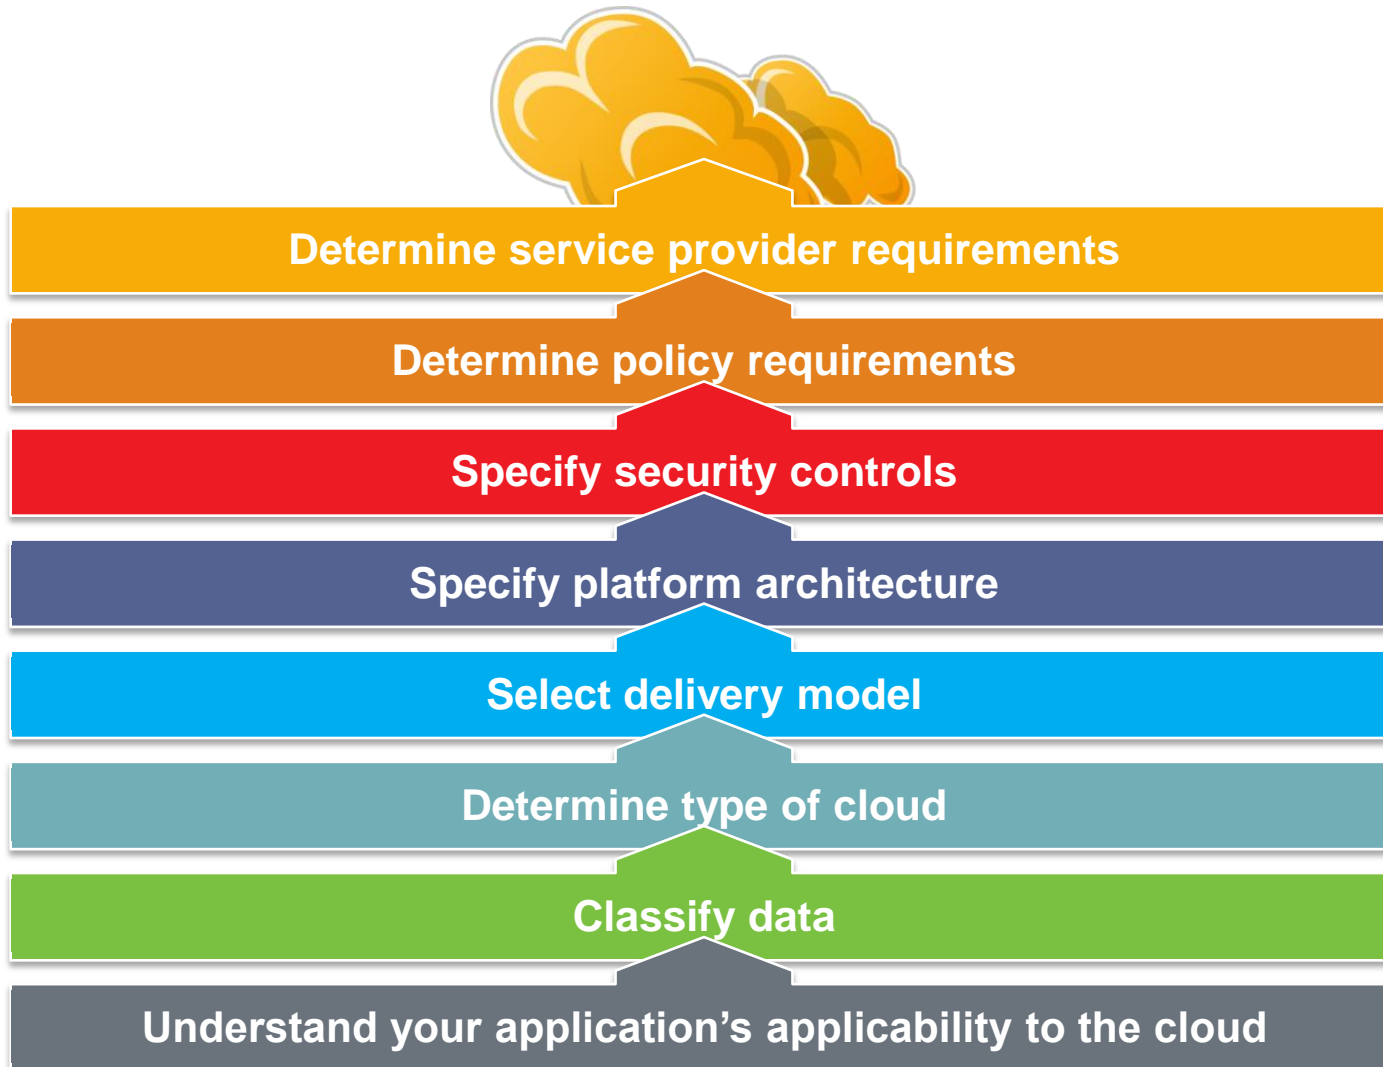 Determine service provider requirements
Determine policy requirements
Specify security controls
Specify platform architecture
Select delivery model
Determine type of cloud
Classify data
Understand your application’s applicability to the cloud